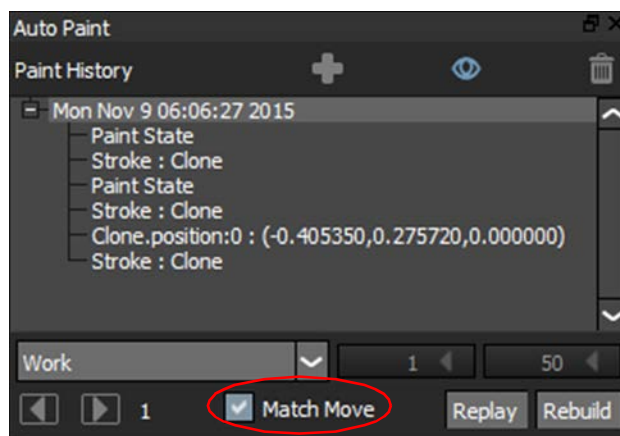 Auto Paint
Paint History
Mon Nov 9 06:06:27 2015
Paint State
Stroke : Clone
Paint State
Stroke : Clone
Clone.position:0 : (-0.405350,0.275720,0.000000)
Stroke : Clone
Work 1 50
1 Match Move Replay Rebuild